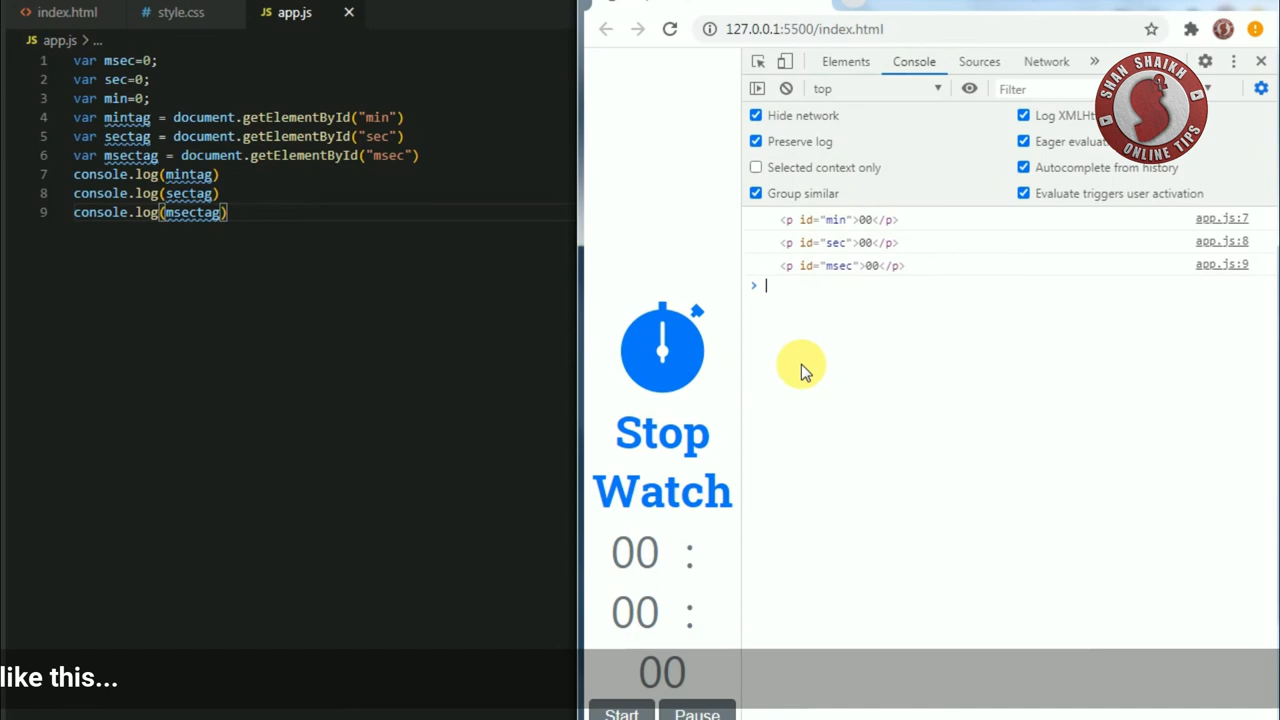 index.html
style.css
app.js
app.js > ...
1 var msec=0;
2 var sec=0;
3 var min=0;
4 var mintag = document.getElementById("min")
5 var sectag = document.getElementById("sec")
6 var msectag = document.getElementById("msec")
7 console.log(mintag)
8 console.log(sectag)
9 console.log(msectag)
127.0.0.1:5500/index.html
Elements Console Sources Network
top
Filter
Hide network
Log XMLH
Preserve log
Eager evalua
Selected context only
Autocomplete from history
Group similar
Evaluate triggers user activation
<p id="min">00</p> app.js:7
<p id="sec">00</p> app.js:8
<p id="msec">00</p> app.js:9
SHAN SHAIKH
ONLINE TIPS
Stop
Watch
00 :
00 :
00
Start Pause
like this...